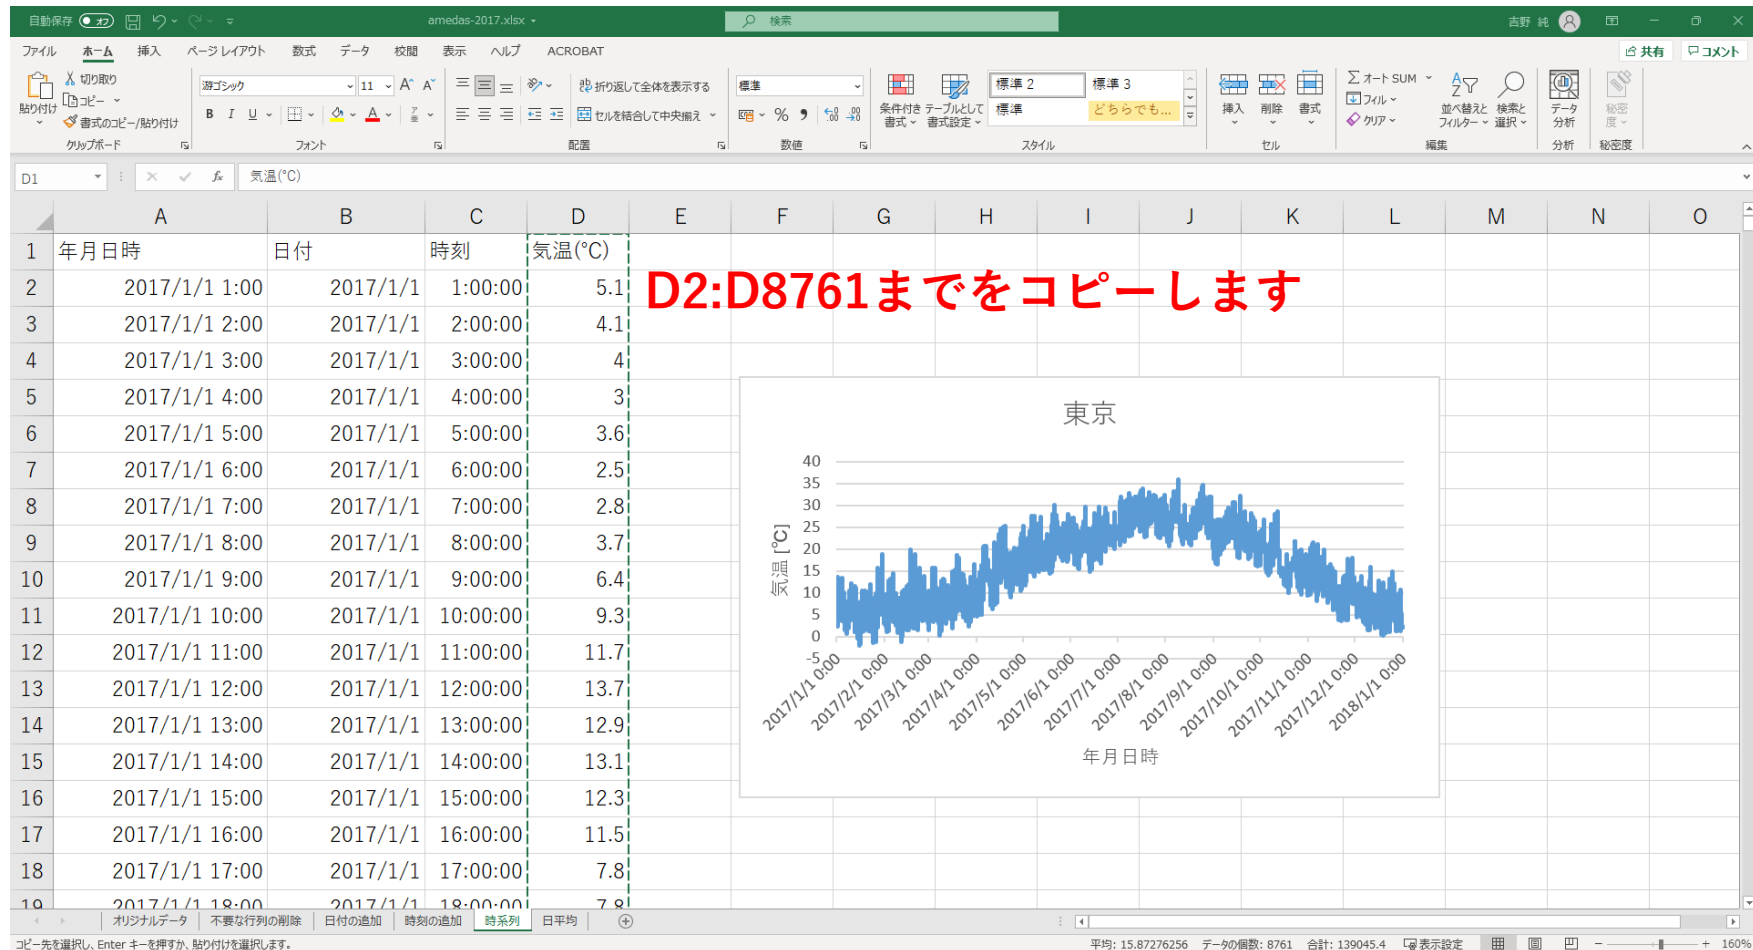 自動保存 オフ amedas-2017.xlsx 検索 吉野 純
ファイル ホーム 挿入 ページ レイアウト 数式 データ 校閲 表示 ヘルプ ACROBAT 共有 コメント
貼り付け 切り取り コピー 書式のコピー/貼り付け
游ゴシック 11 A A
B I U A
折り返して全体を表示する
セルを結合して中央揃え
標準
%
条件付き書式 テーブルとして書式設定
標準 2 標準 3
標準 どちらでも...
挿入 削除 書式
オート SUM
フィル
クリア
並べ替えと フィルター 検索と 選択
データ 分析
秘密度
クリップボード フォント 配置 数値 スタイル セル 編集 分析 秘密度
D1 fx 気温(℃)
A B C D E F G H I J K L M N O
1 年月日時 日付 時刻 気温(℃)
2 2017/1/1 1:00 2017/1/1 1:00:00 5.1
D2:D8761までをコピーします
3 2017/1/1 2:00 2017/1/1 2:00:00 4.1
4 2017/1/1 3:00 2017/1/1 3:00:00 4
5 2017/1/1 4:00 2017/1/1 4:00:00 3
6 2017/1/1 5:00 2017/1/1 5:00:00 3.6
7 2017/1/1 6:00 2017/1/1 6:00:00 2.5
8 2017/1/1 7:00 2017/1/1 7:00:00 2.8
9 2017/1/1 8:00 2017/1/1 8:00:00 3.7
10 2017/1/1 9:00 2017/1/1 9:00:00 6.4
11 2017/1/1 10:00 2017/1/1 10:00:00 9.3
12 2017/1/1 11:00 2017/1/1 11:00:00 11.7
13 2017/1/1 12:00 2017/1/1 12:00:00 13.7
14 2017/1/1 13:00 2017/1/1 13:00:00 12.9
15 2017/1/1 14:00 2017/1/1 14:00:00 13.1
16 2017/1/1 15:00 2017/1/1 15:00:00 12.3
17 2017/1/1 16:00 2017/1/1 16:00:00 11.5
18 2017/1/1 17:00 2017/1/1 17:00:00 7.8
19 2017/1/1 18:00 2017/1/1 18:00:00 7.8
東京
気温 [℃]
40
35
30
25
20
15
10
5
0
-5
2017/1/1 0:00
2017/2/1 0:00
2017/3/1 0:00
2017/4/1 0:00
2017/5/1 0:00
2017/6/1 0:00
2017/7/1 0:00
2017/8/1 0:00
2017/9/1 0:00
2017/10/1 0:00
2017/11/1 0:00
2017/12/1 0:00
2018/1/1 0:00
年月日時
オリジナルデータ 不要な行列の削除 日付の追加 時刻の追加 時系列 日平均
コピー先を選択し、Enter キーを押すか、貼り付けを選択します。 平均: 15.87276256 データの個数: 8761 合計: 139045.4 表示設定 160%